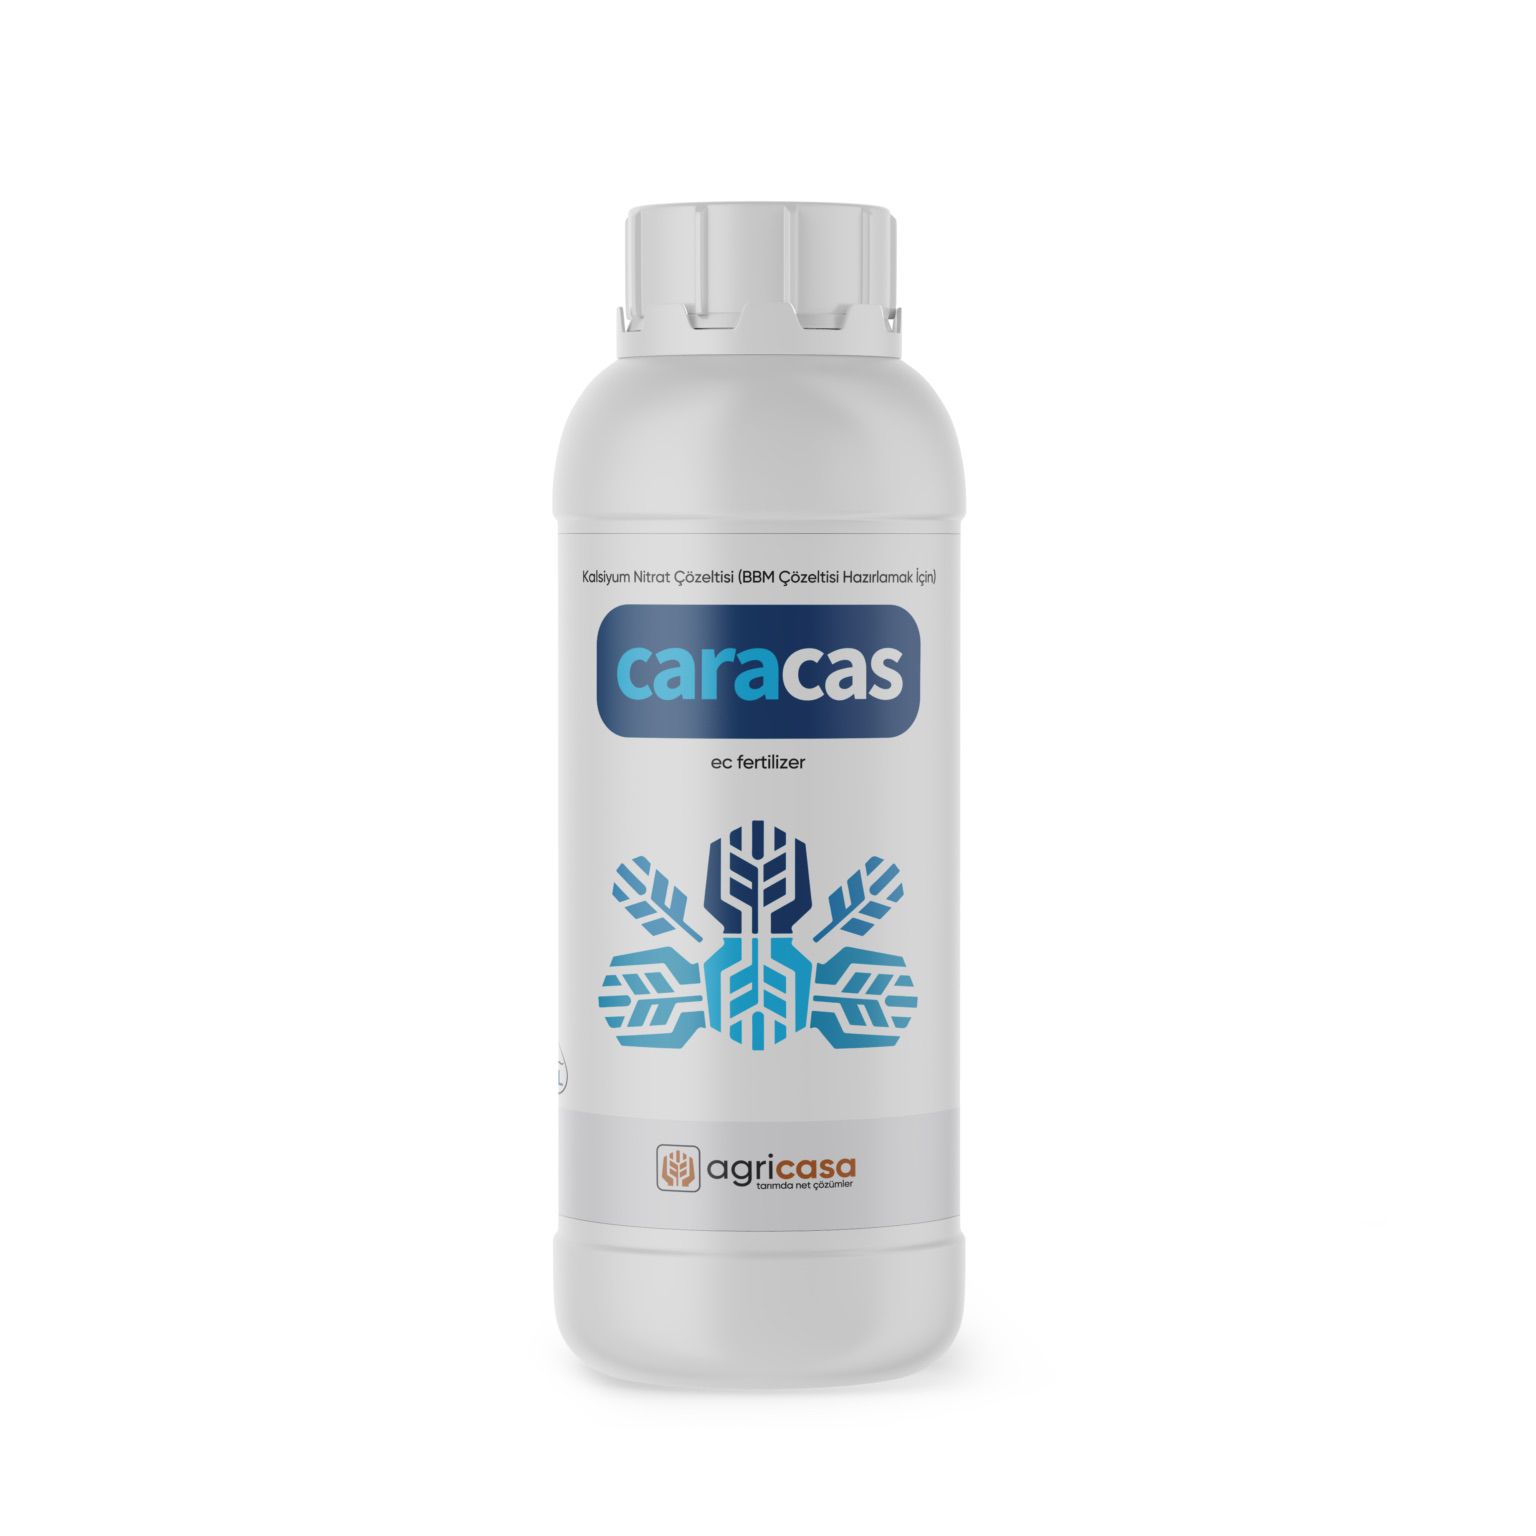 Kalsiyum Nitrat Çözeltisi (BBM Çözeltisi Hazırlamak İçin)
caracas
ec fertilizer
L
agricasa
tarımda net çözümler